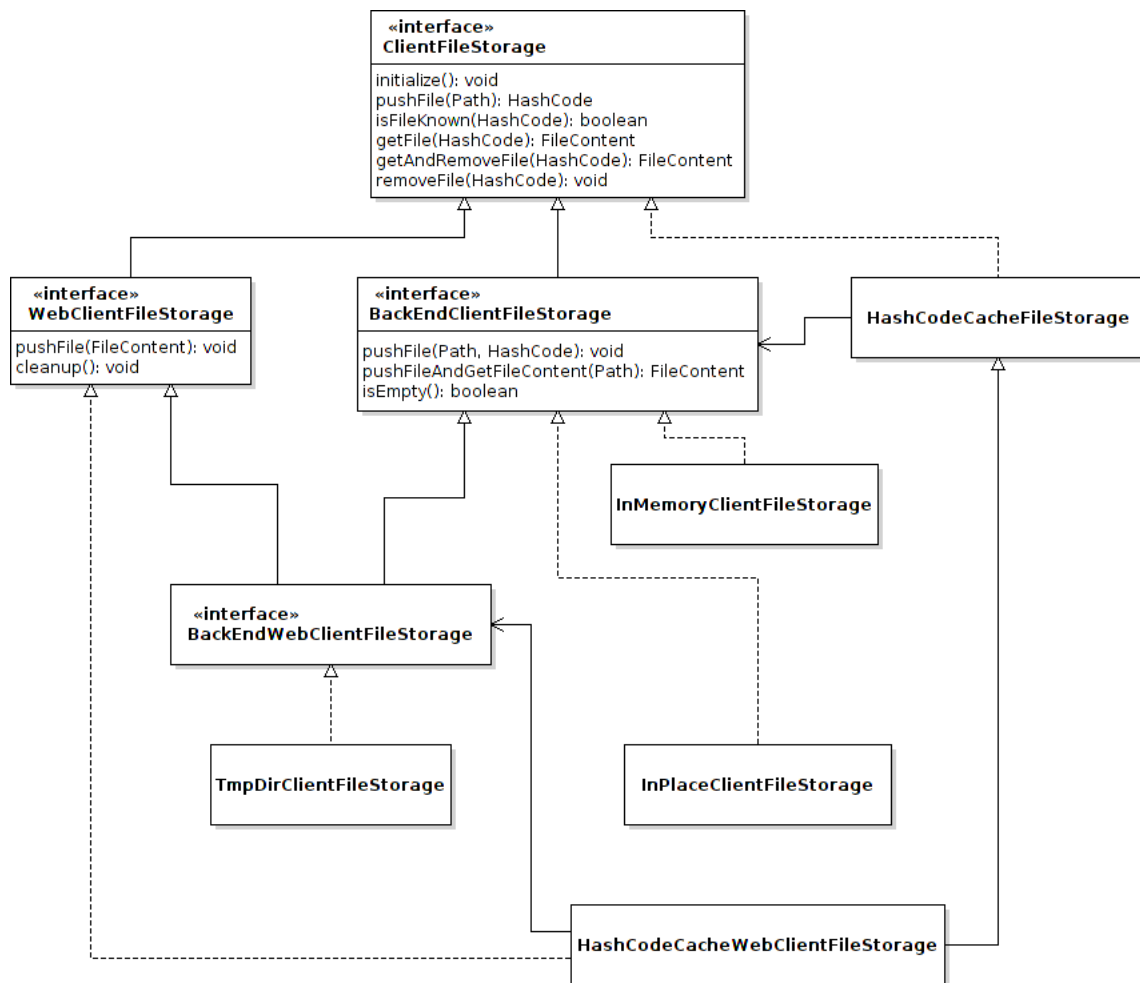 «interface»
ClientFileStorage
initialize(): void
pushFile(Path): HashCode
isFileKnown(HashCode): boolean
getFile(HashCode): FileContent
getAndRemoveFile(HashCode): FileContent
removeFile(HashCode): void
«interface»
WebClientFileStorage
pushFile(FileContent): void
cleanup(): void
«interface»
BackEndClientFileStorage
pushFile(Path, HashCode): void
pushFileAndGetFileContent(Path): FileContent
isEmpty(): boolean
HashCodeCacheFileStorage
InMemoryClientFileStorage
«interface»
BackEndWebClientFileStorage
TmpDirClientFileStorage
InPlaceClientFileStorage
HashCodeCacheWebClientFileStorage